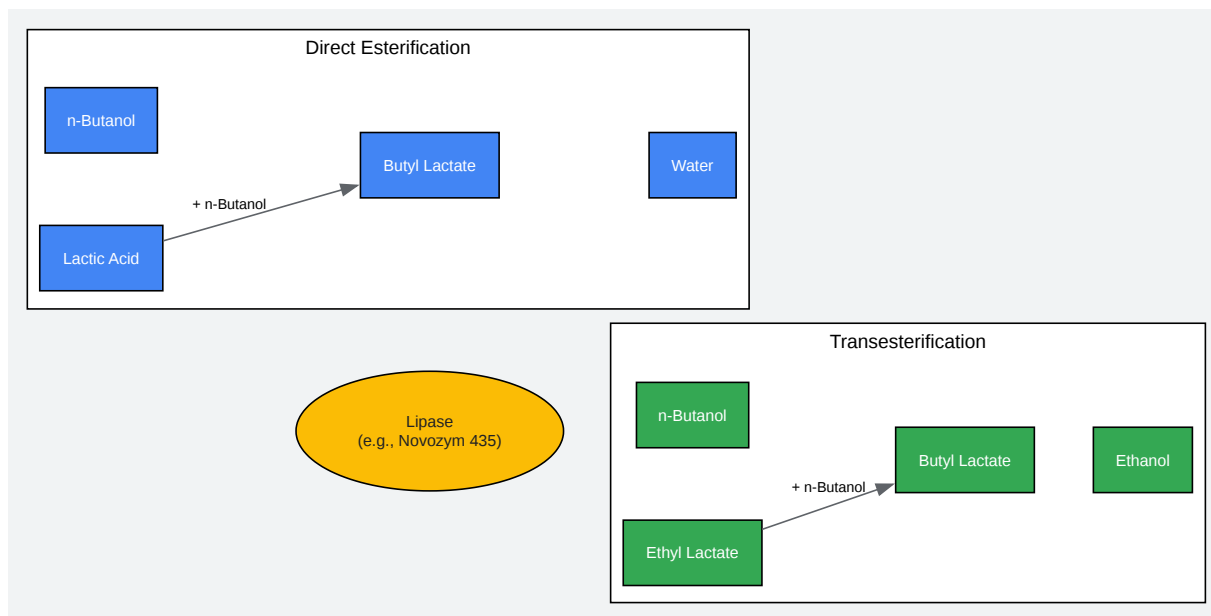 Direct Esterification
n-Butanol
Butyl Lactate
Water
+ n-Butanol
Lactic Acid
Transesterification
Lipase
(e.g., Novozym 435)
n-Butanol
Butyl Lactate
Ethanol
+ n-Butanol
Ethyl Lactate